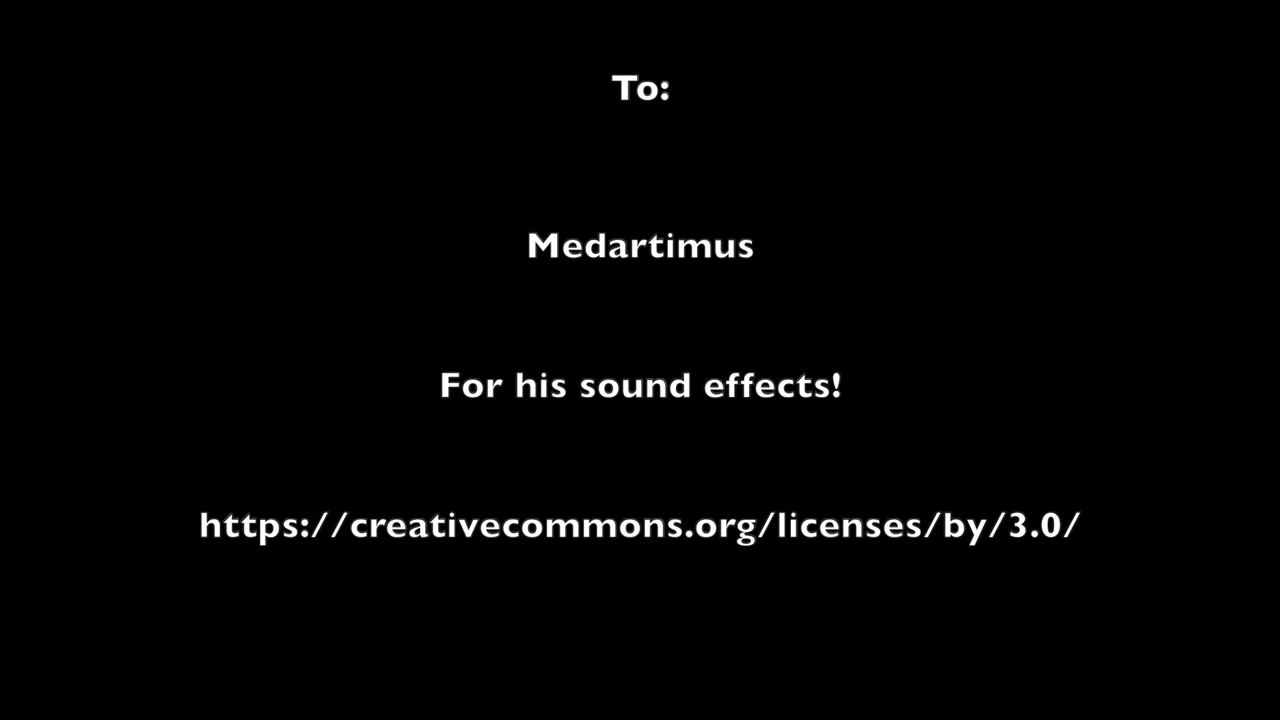 To:
Medartimus
For his sound effects!
https://creativecommons.org/licenses/by/3.0/